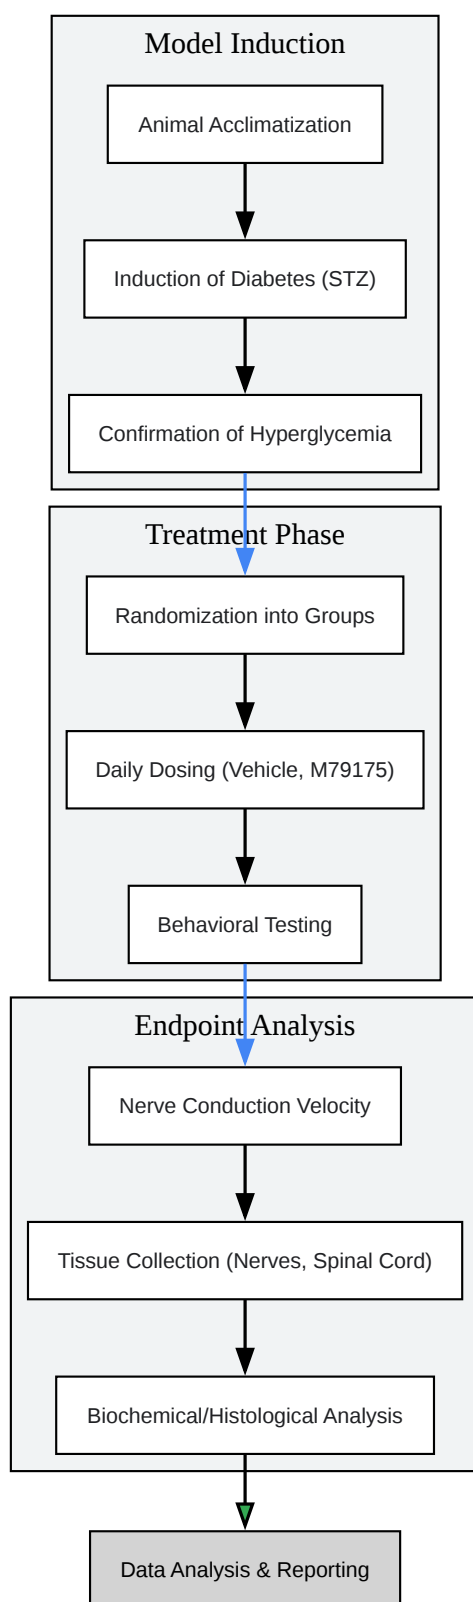 Model Induction
Animal Acclimatization
Induction of Diabetes (STZ)
Confirmation of Hyperglycemia
Treatment Phase
Randomization into Groups
Daily Dosing (Vehicle, M79175)
Behavioral Testing
Endpoint Analysis
Nerve Conduction Velocity
Tissue Collection (Nerves, Spinal Cord)
Biochemical/Histological Analysis
Data Analysis & Reporting